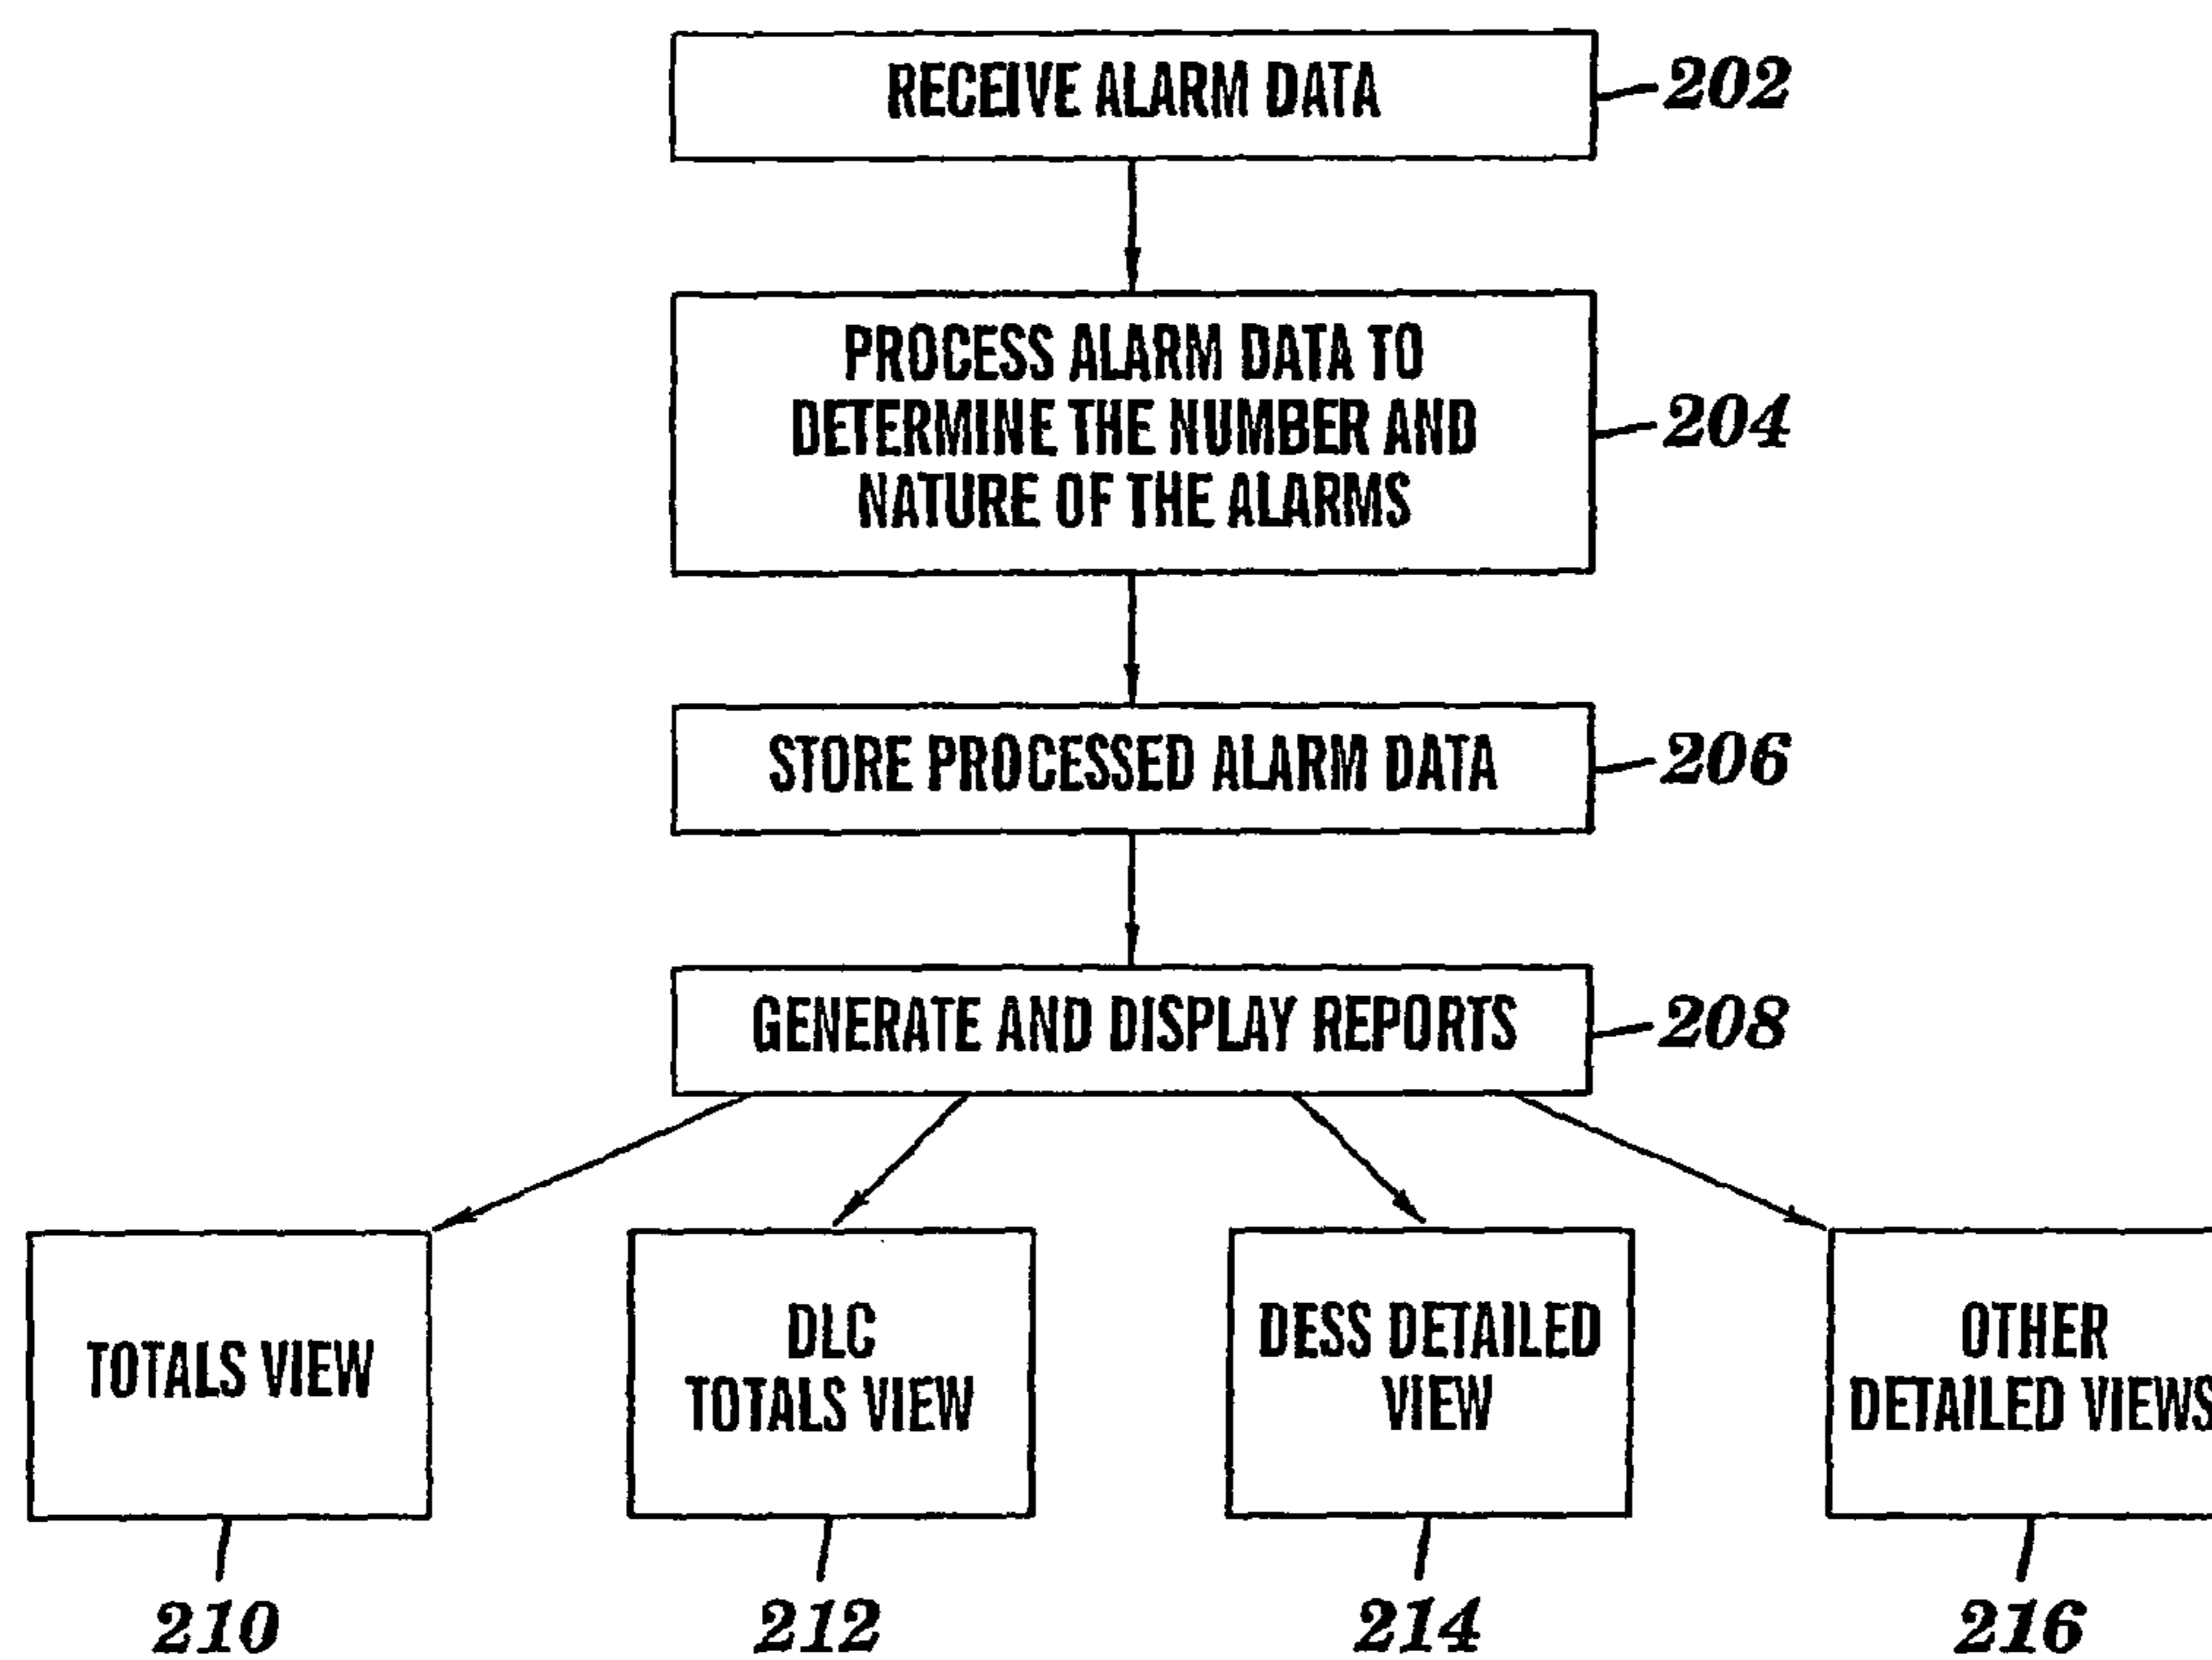 RECEIVE ALARM DATA
202
PROCESS ALARM DATA TO
DETERMINE THE NUMBER AND
NATURE OF THE ALARMS
204
STORE PROCESSED ALARM DATA
206
GENERATE AND DISPLAY REPORTS
208
TOTALS VIEW
DLC
TOTALS VIEW
DESS DETAILED
VIEW
OTHER
DETAILED VIEWS
210
212
214
216